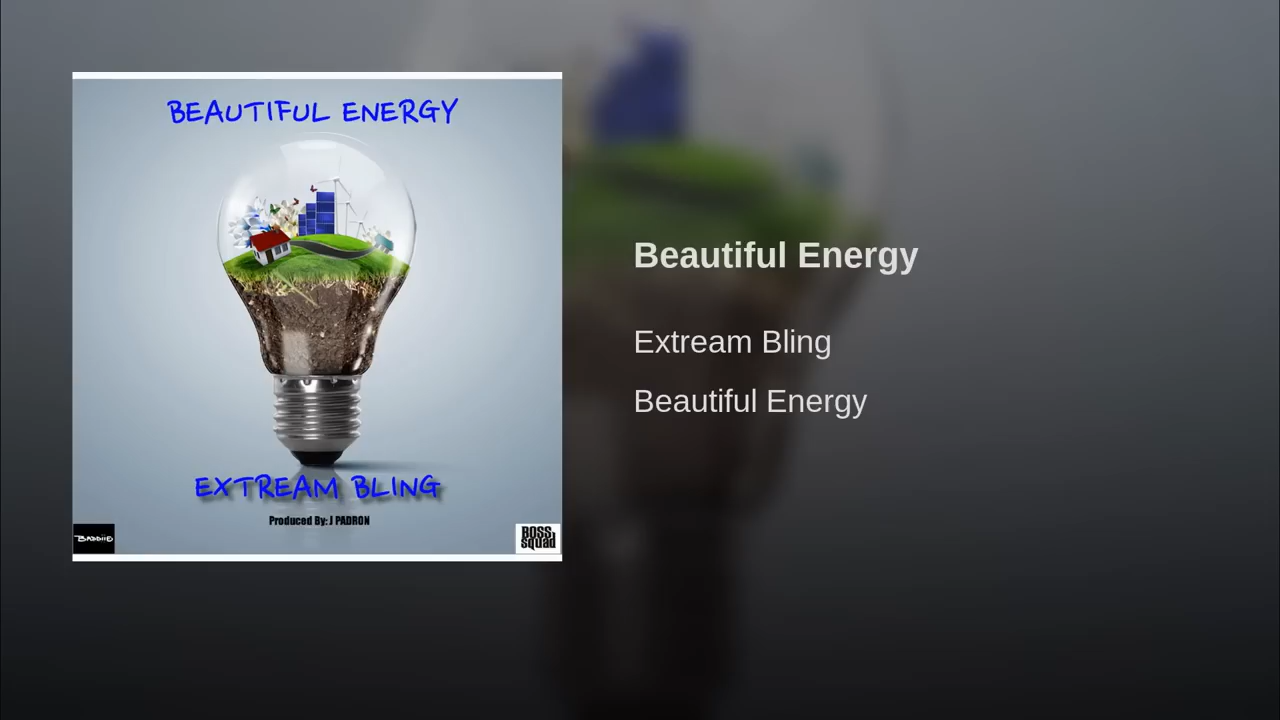 BEAUTIFUL ENERGY
EXTREAM BLING
Produced By: J PADRON
BOSS
squad
Beautiful Energy
Extream Bling
Beautiful Energy